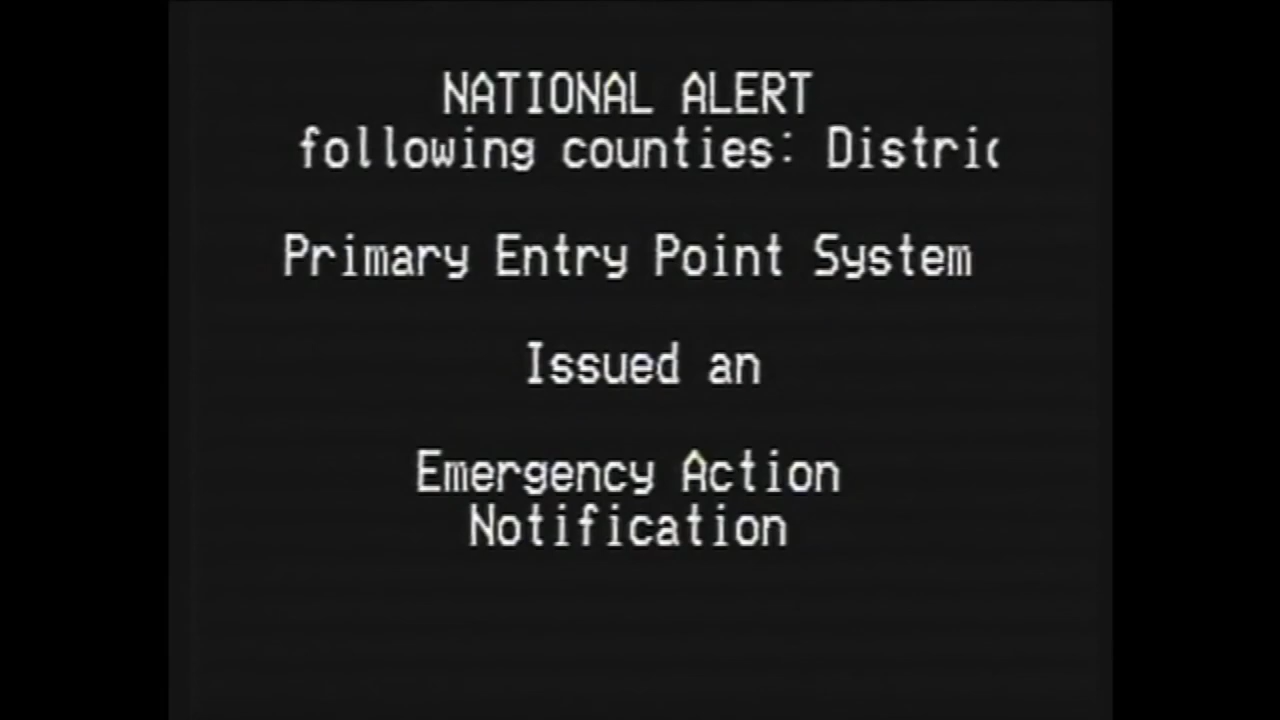 NATIONAL ALERT
following counties: Distric
Primary Entry Point System
Issued an
Emergency Action
Notification